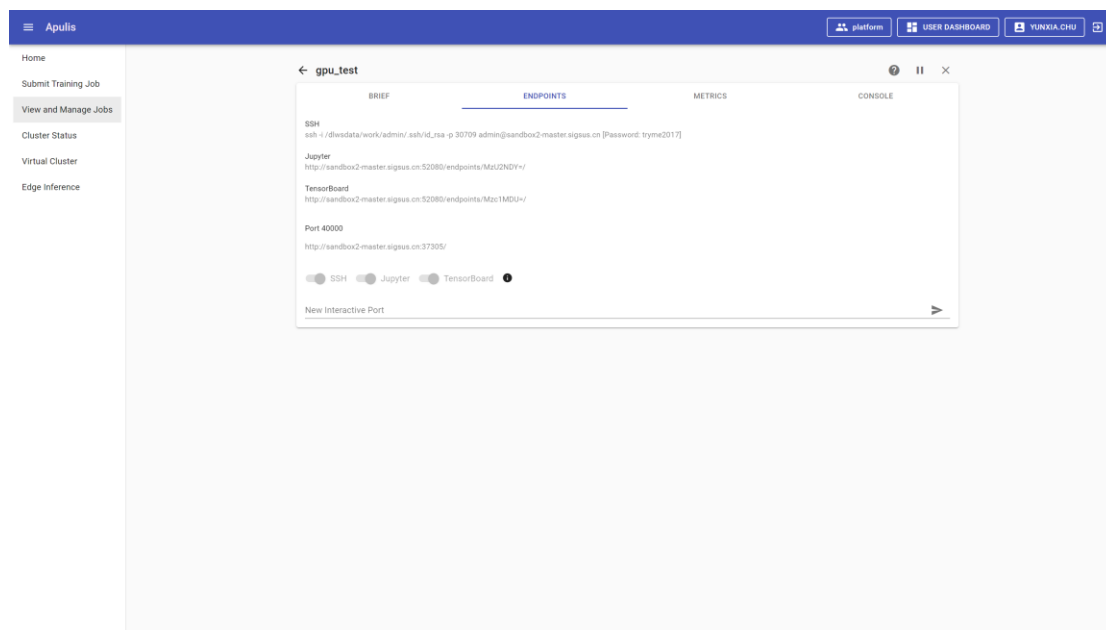 Apulis
platform
USER DASHBOARD
YUNXIA.CHU
Home
Submit Training Job
View and Manage Jobs
Cluster Status
Virtual Cluster
Edge Inference
gpu_test
BRIEF
ENDPOINTS
METRICS
CONSOLE
SSH
ssh -i /dlwsdata/work/admin/.ssh/id_rsa -p 30709 admin@sandbox2-master.sigsus.cn [Password: tryme2017]
Jupyter
http://sandbox2-master.sigsus.cn:52080/endpoints/MzU2NDY=/
TensorBoard
http://sandbox2-master.sigsus.cn:52080/endpoints/Mzc1MDU=/
Port 40000
http://sandbox2-master.sigsus.cn:37305/
SSH Jupyter TensorBoard
New Interactive Port